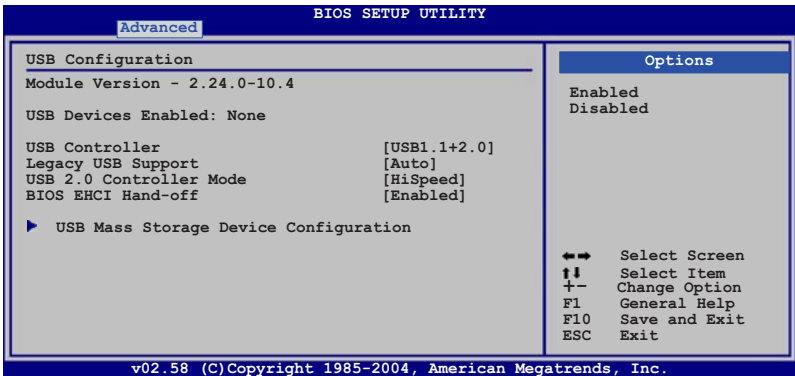 BIOS SETUP UTILITY
Advanced
USB Configuration
Module Version - 2.24.0-10.4
USB Devices Enabled: None
USB Controller [USB1.1+2.0]
Legacy USB Support [Auto]
USB 2.0 Controller Mode [HiSpeed]
BIOS EHCI Hand-off [Enabled]
USB Mass Storage Device Configuration
Options
Enabled
Disabled
Select Screen
Select Item
+- Change Option
F1 General Help
F10 Save and Exit
ESC Exit
v02.58 (C)Copyright 1985-2004, American Megatrends, Inc.